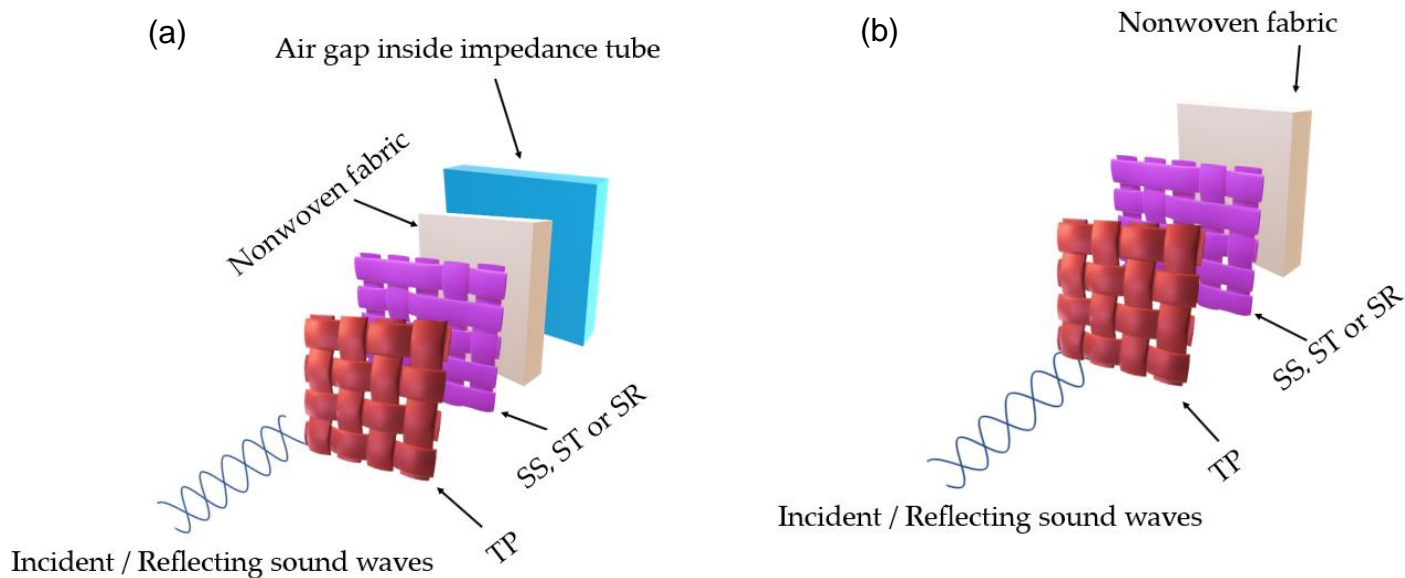 (a)
Air gap inside impedance tube
Nonwoven fabric
SS, ST or SR
TP
Incident / Reflecting sound waves
(b)
Nonwoven fabric
SS, ST or SR
TP
Incident / Reflecting sound waves